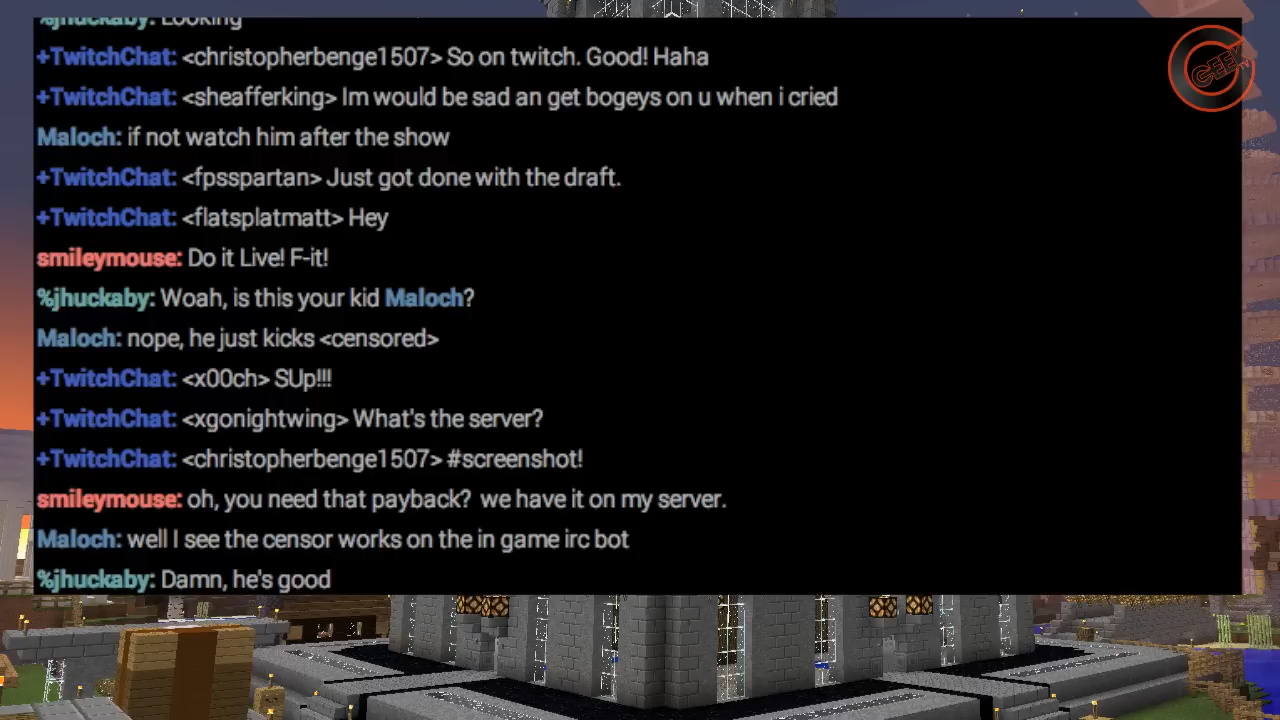 %jhuckaby: Looking
+TwitchChat: <christopherbenge1507> So on twitch. Good! Haha
+TwitchChat: <sheafferking> Im would be sad an get bogeys on u when i cried
Maloch: if not watch him after the show
+TwitchChat: <fpsspartan> Just got done with the draft.
+TwitchChat: <flatsplatmatt> Hey
smileymouse: Do it Live! F-it!
%jhuckaby: Woah, is this your kid Maloch?
Maloch: nope, he just kicks <censored>
+TwitchChat: <x00ch> SUp!!!
+TwitchChat: <xgonightwing> What's the server?
+TwitchChat: <christopherbenge1507> #screenshot!
smileymouse: oh, you need that payback?  we have it on my server.
Maloch: well I see the censor works on the in game irc bot
%jhuckaby: Damn, he's good
GEEK